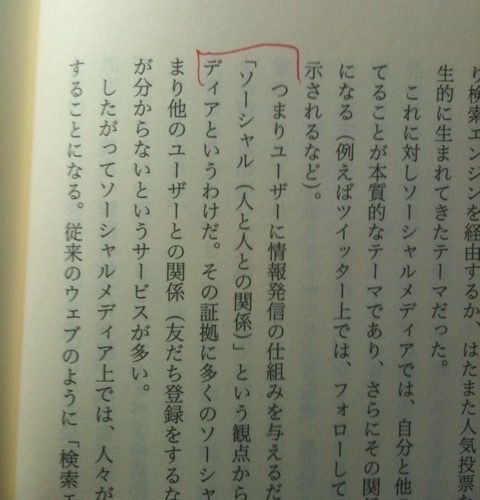 り検索エンジンを経由するか、はたまた人気投票な
生的に生まれてきたテーマだった。
これに対しソーシャルメディアでは、自分と他
てることが本質的なテーマであり、さらにその関
になる（例えばツイッター上では、フォローして
示されるなど）。
つまりユーザーに情報発信の仕組みを与えるだ
「ソーシャル（人と人との関係）」という観点から
ディアというわけだ。その証拠に多くのソーシャ
まり他のユーザーとの関係（友だち登録をするな
が分からないというサービスが多い。
したがってソーシャルメディア上では、人々が
することになる。従来のウェブのように「検索エ